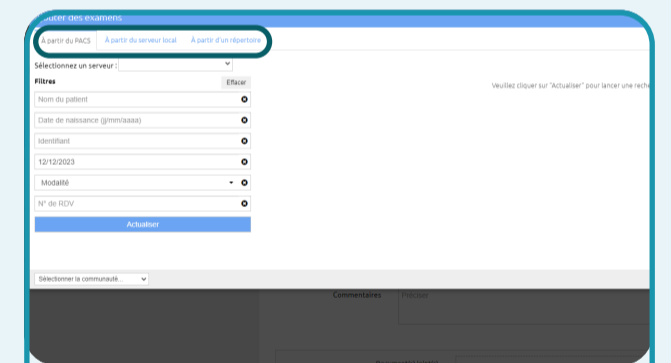 Ajouter des examens
À partir du PACS À partir du serveur local À partir d'un répertoire
Sélectionnez un serveur :
Filtres Effacer
Veuillez cliquer sur "Actualiser" pour lancer une
Nom du patient
Date de naissance (jj/mm/aaaa)
Identifiant
12/12/2023
Modalité
N° de RDV
Actualiser
Sélectionner la communauté...
Commentaires Préciser